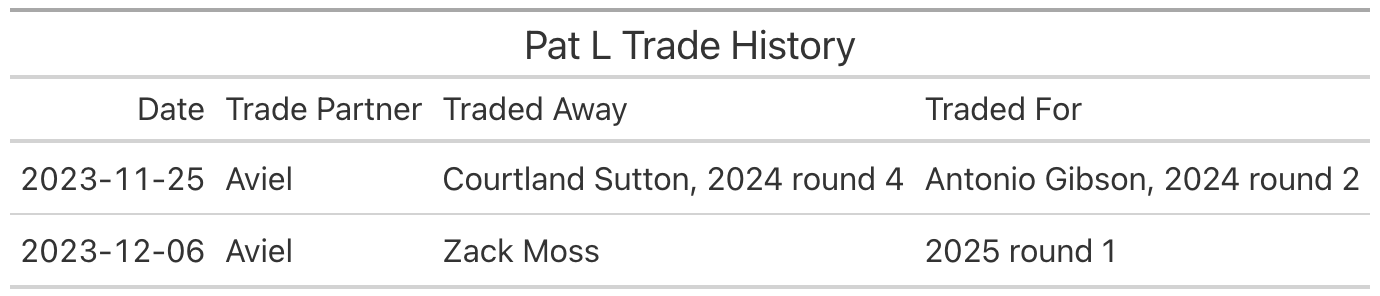 Pat L Trade History
Date Trade Partner Traded Away Traded For
2023-11-25 Aviel Courtland Sutton, 2024 round 4 Antonio Gibson, 2024 round 2
2023-12-06 Aviel Zack Moss 2025 round 1